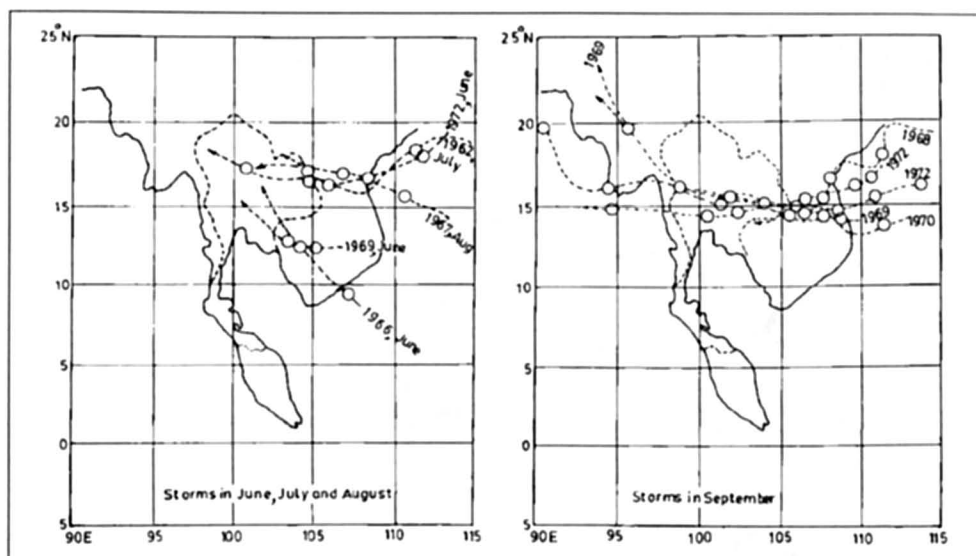 25°N
20
15
10
5
0
5
90E 95 100 105 110 115
1972, June
1962,
July
1967, Aug
1969, June
1966, June
Storms in June, July and August
25°N
20
15
10
5
0
5
90E 95 100 105 110 115
1969
1968
1972
1972
1969
1970
Storms in September